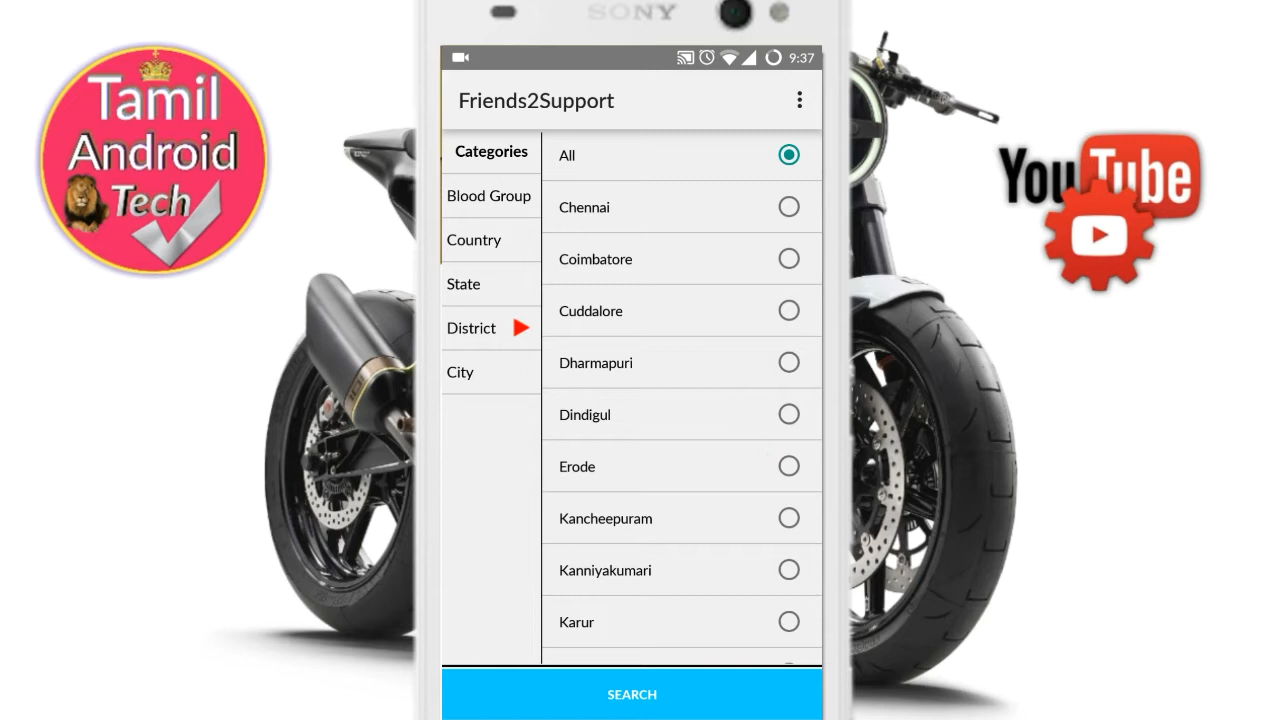 Tamil
Android
Tech
SONY
YouTube
9:37
Friends2Support
Categories
Blood Group
Country
State
District
City
All
Chennai
Coimbatore
Cuddalore
Dharmapuri
Dindigul
Erode
Kancheepuram
Kanniyakumari
Karur
SEARCH